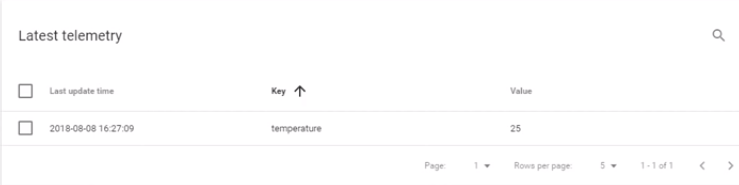 Latest telemetry
Last update time Key Value
2018-08-08 16:27:09 temperature 25
Page: 1 Rows per page: 5 1 - 1 of 1